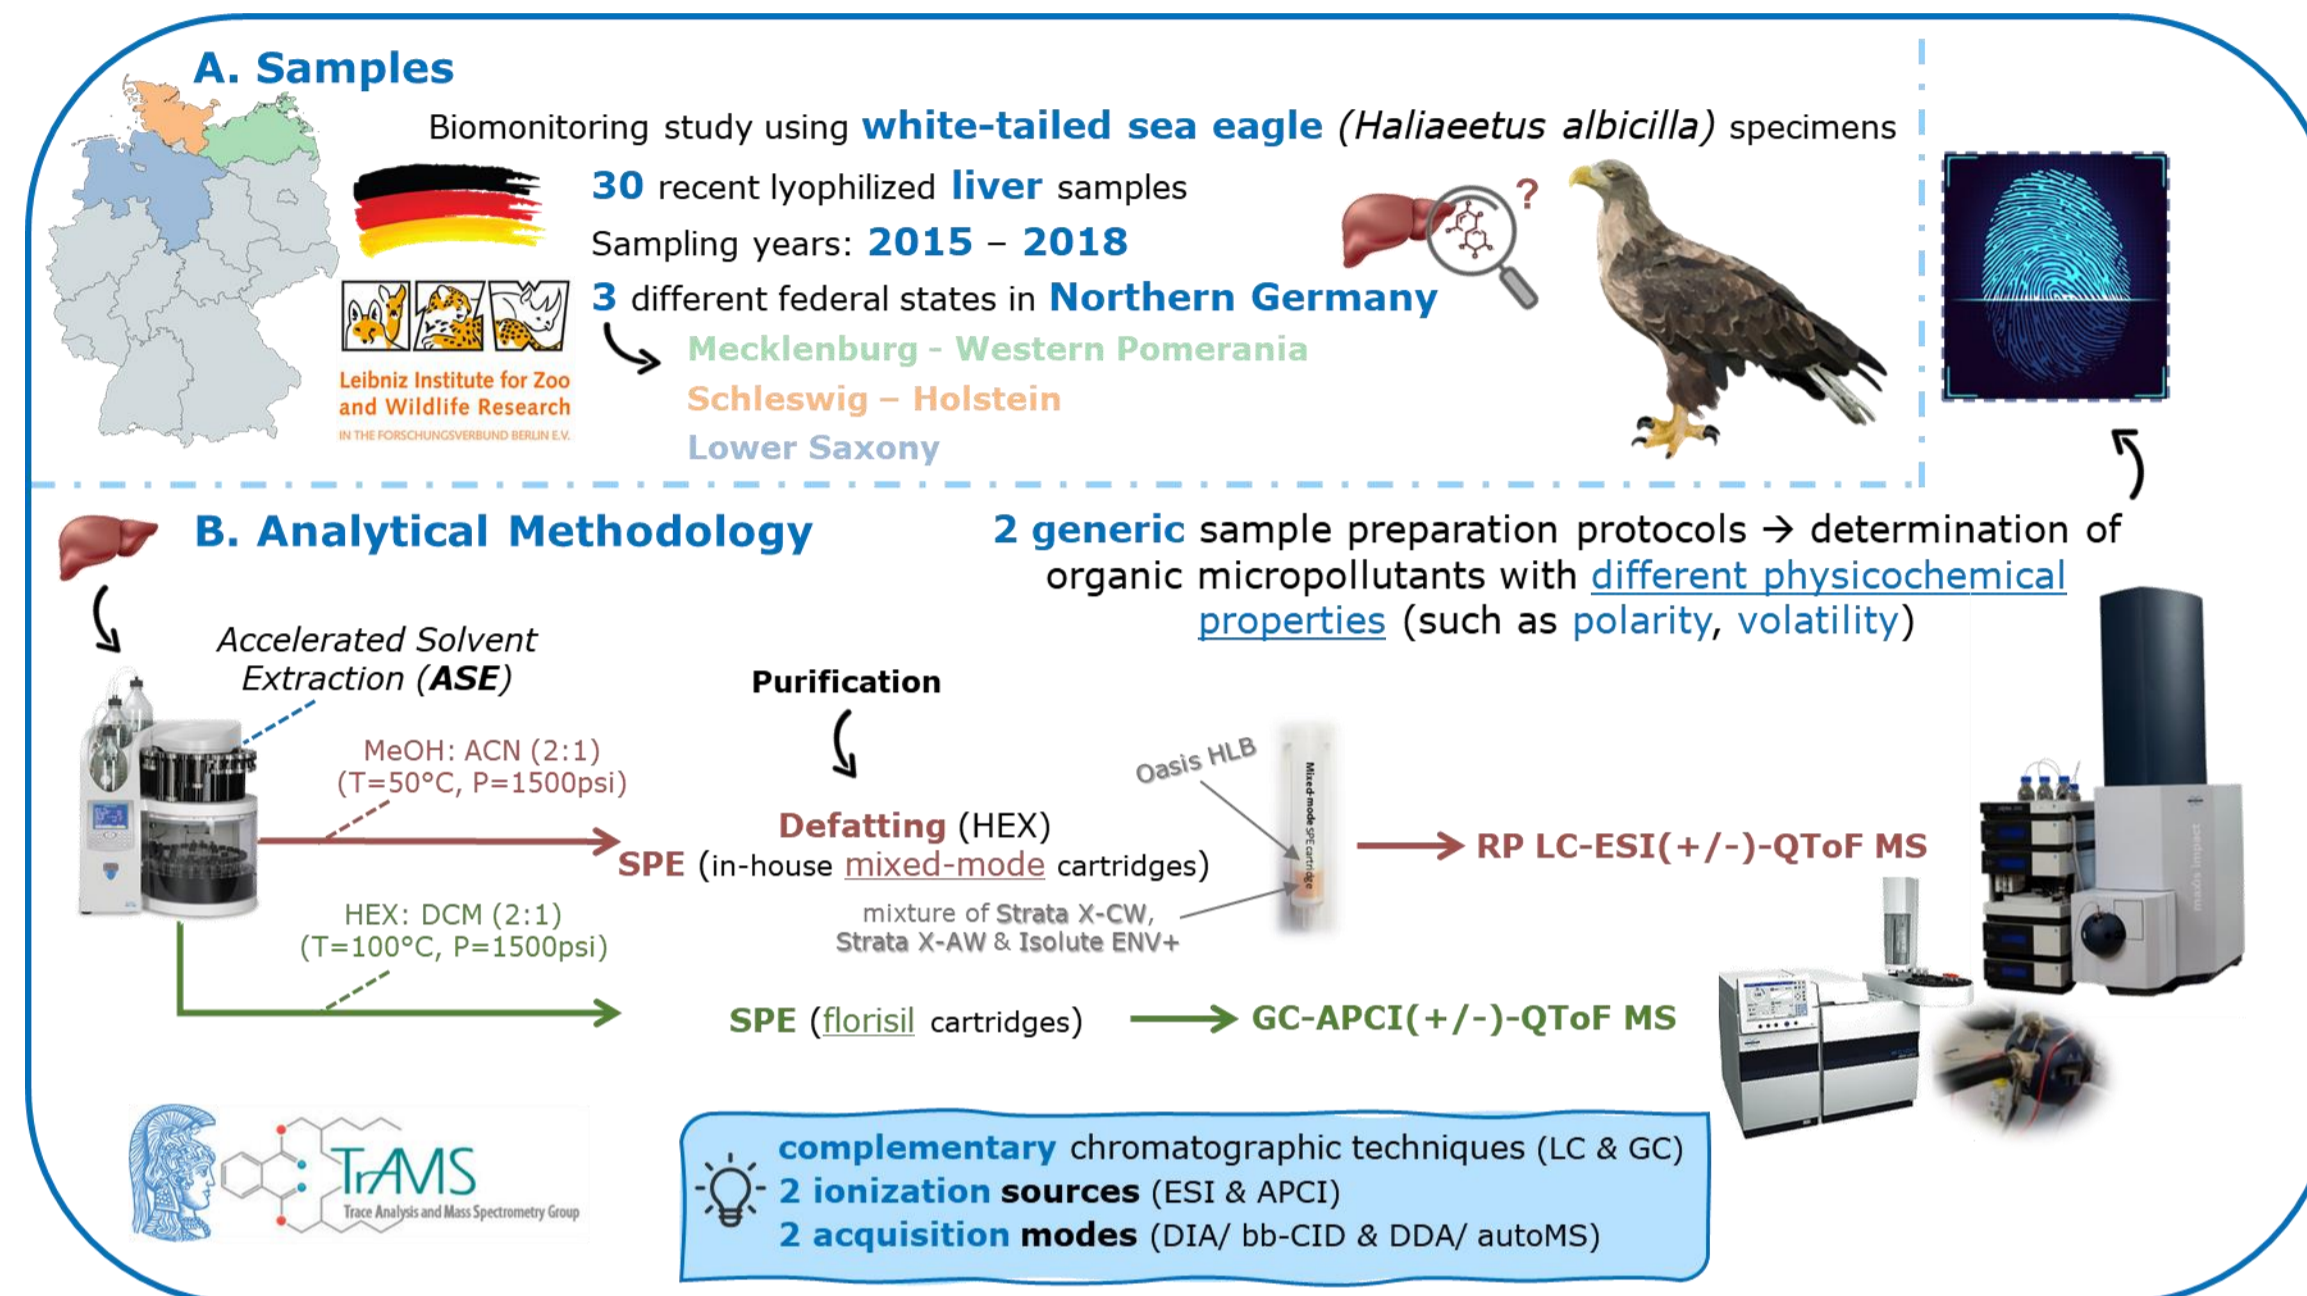 A. Samples
Biomonitoring study using white-tailed sea eagle (Haliaeetus albicilla) specimens
30 recent lyophilized liver samples
Sampling years: 2015 – 2018
3 different federal states in Northern Germany
Mecklenburg - Western Pomerania
Schleswig – Holstein
Lower Saxony
?
Leibniz Institute for Zoo
and Wildlife Research
IN THE FORSCHUNGSVERBUND BERLIN E.V.
B. Analytical Methodology
2 generic sample preparation protocols → determination of
organic micropollutants with different physicochemical
properties (such as polarity, volatility)
Accelerated Solvent
Extraction (ASE)
MeOH: ACN (2:1)
(T=50°C, P=1500psi)
HEX: DCM (2:1)
(T=100°C, P=1500psi)
Purification
Defatting (HEX)
SPE (in-house mixed-mode cartridges)
Oasis HLB
Mixed-mode SPE cartridge
mixture of Strata X-CW,
Strata X-AW & Isolute ENV+
RP LC-ESI(+/-)-QToF MS
SPE (florisil cartridges)
GC-APCI(+/-)-QToF MS
maxis impact
TrAMS
Trace Analysis and Mass Spectrometry Group
complementary chromatographic techniques (LC & GC)
2 ionization sources (ESI & APCI)
2 acquisition modes (DIA/ bb-CID & DDA/ autoMS)